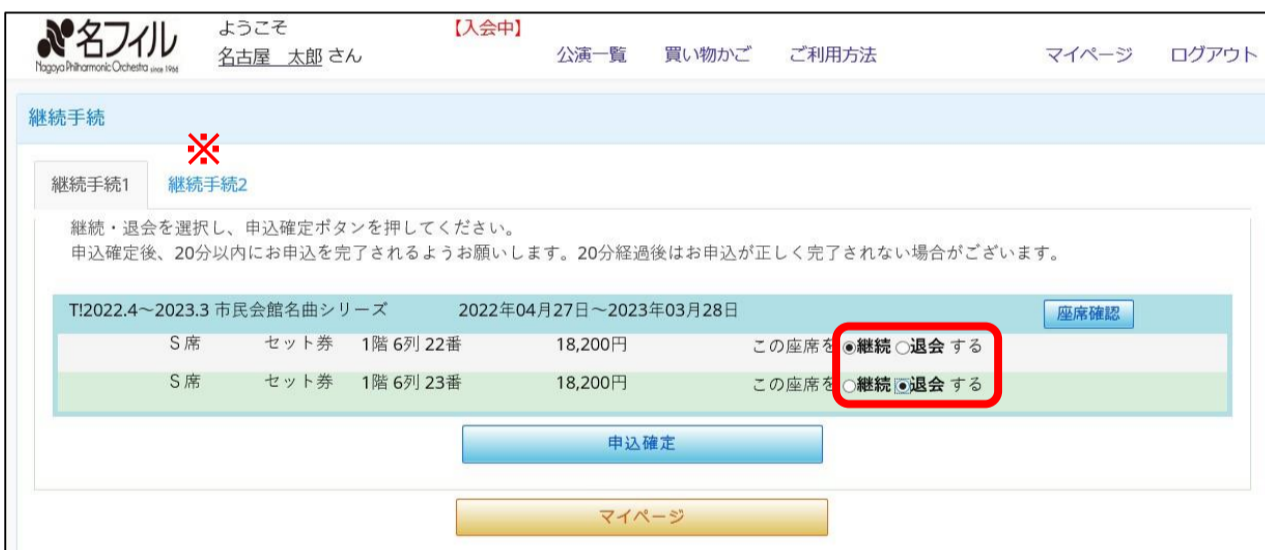 名フィル
Nagoya Philharmonic Orchestra since 1966
ようこそ
名古屋 太郎 さん
【入会中】
公演一覧 買い物かご ご利用方法 マイページ ログアウト
継続手続
※
継続手続1 継続手続2
継続・退会を選択し、申込確定ボタンを押してください。
申込確定後、20分以内にお申込を完了されるようお願いします。20分経過後はお申込が正しく完了されない場合がございます。
T!2022.4～2023.3 市民会館名曲シリーズ 2022年04月27日～2023年03月28日 座席確認
S席 セット券 1階 6列 22番 18,200円 この座席を ◉継続 ○退会 する
S席 セット券 1階 6列 23番 18,200円 この座席を ○継続 ◉退会 する
申込確定
マイページ